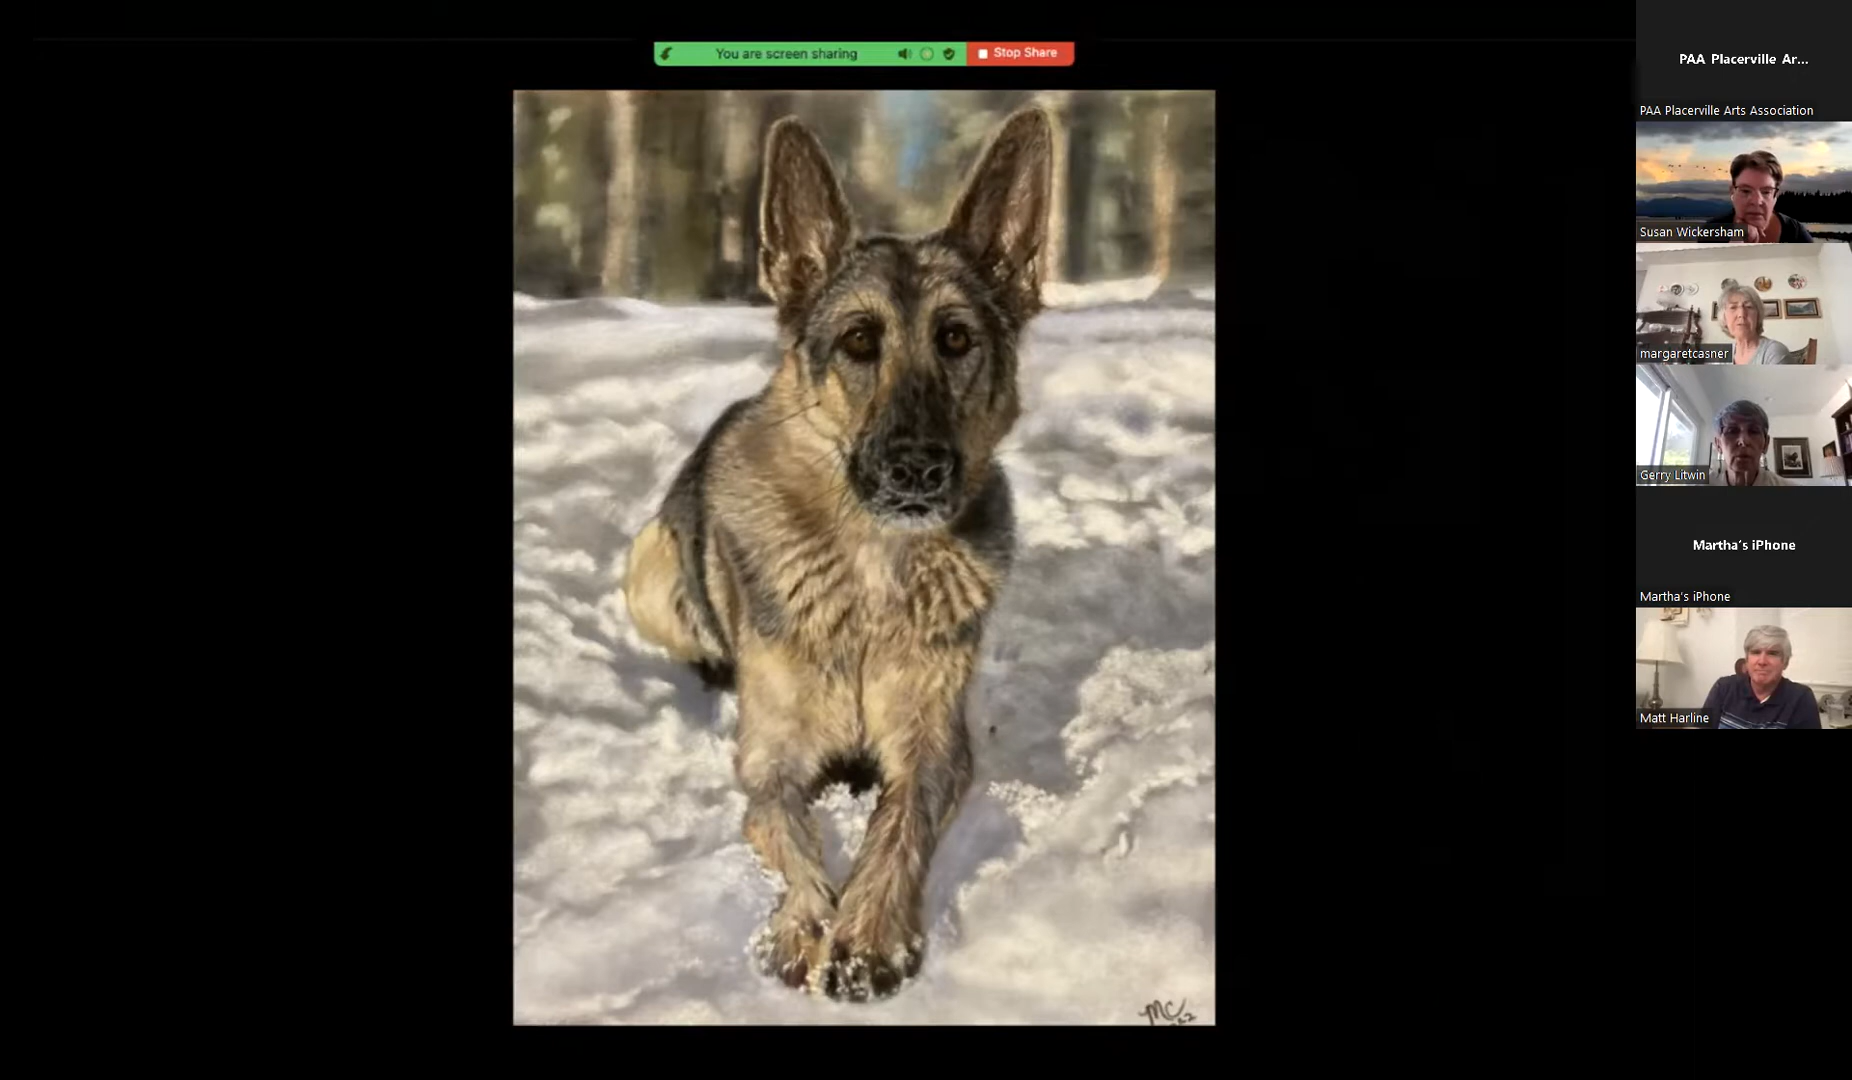 You are screen sharing
Stop Share
PAA Placerville Ar...
PAA Placerville Arts Association
Susan Wickersham
margaretcasner
Gerry Litwin
Martha's iPhone
Martha's iPhone
Matt Harline
MC